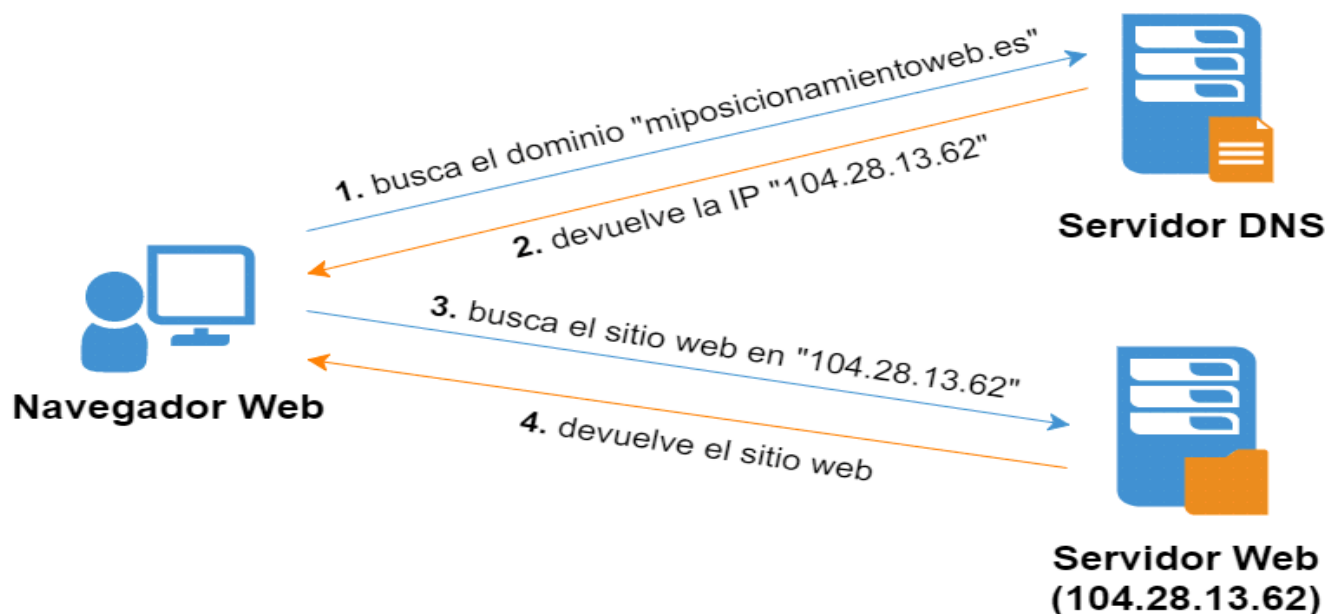 1. busca el dominio "miposicionamientoweb.es"
2. devuelve la IP "104.28.13.62"
Servidor DNS
3. busca el sitio web en "104.28.13.62"
Navegador Web
4. devuelve el sitio web
Servidor Web
(104.28.13.62)